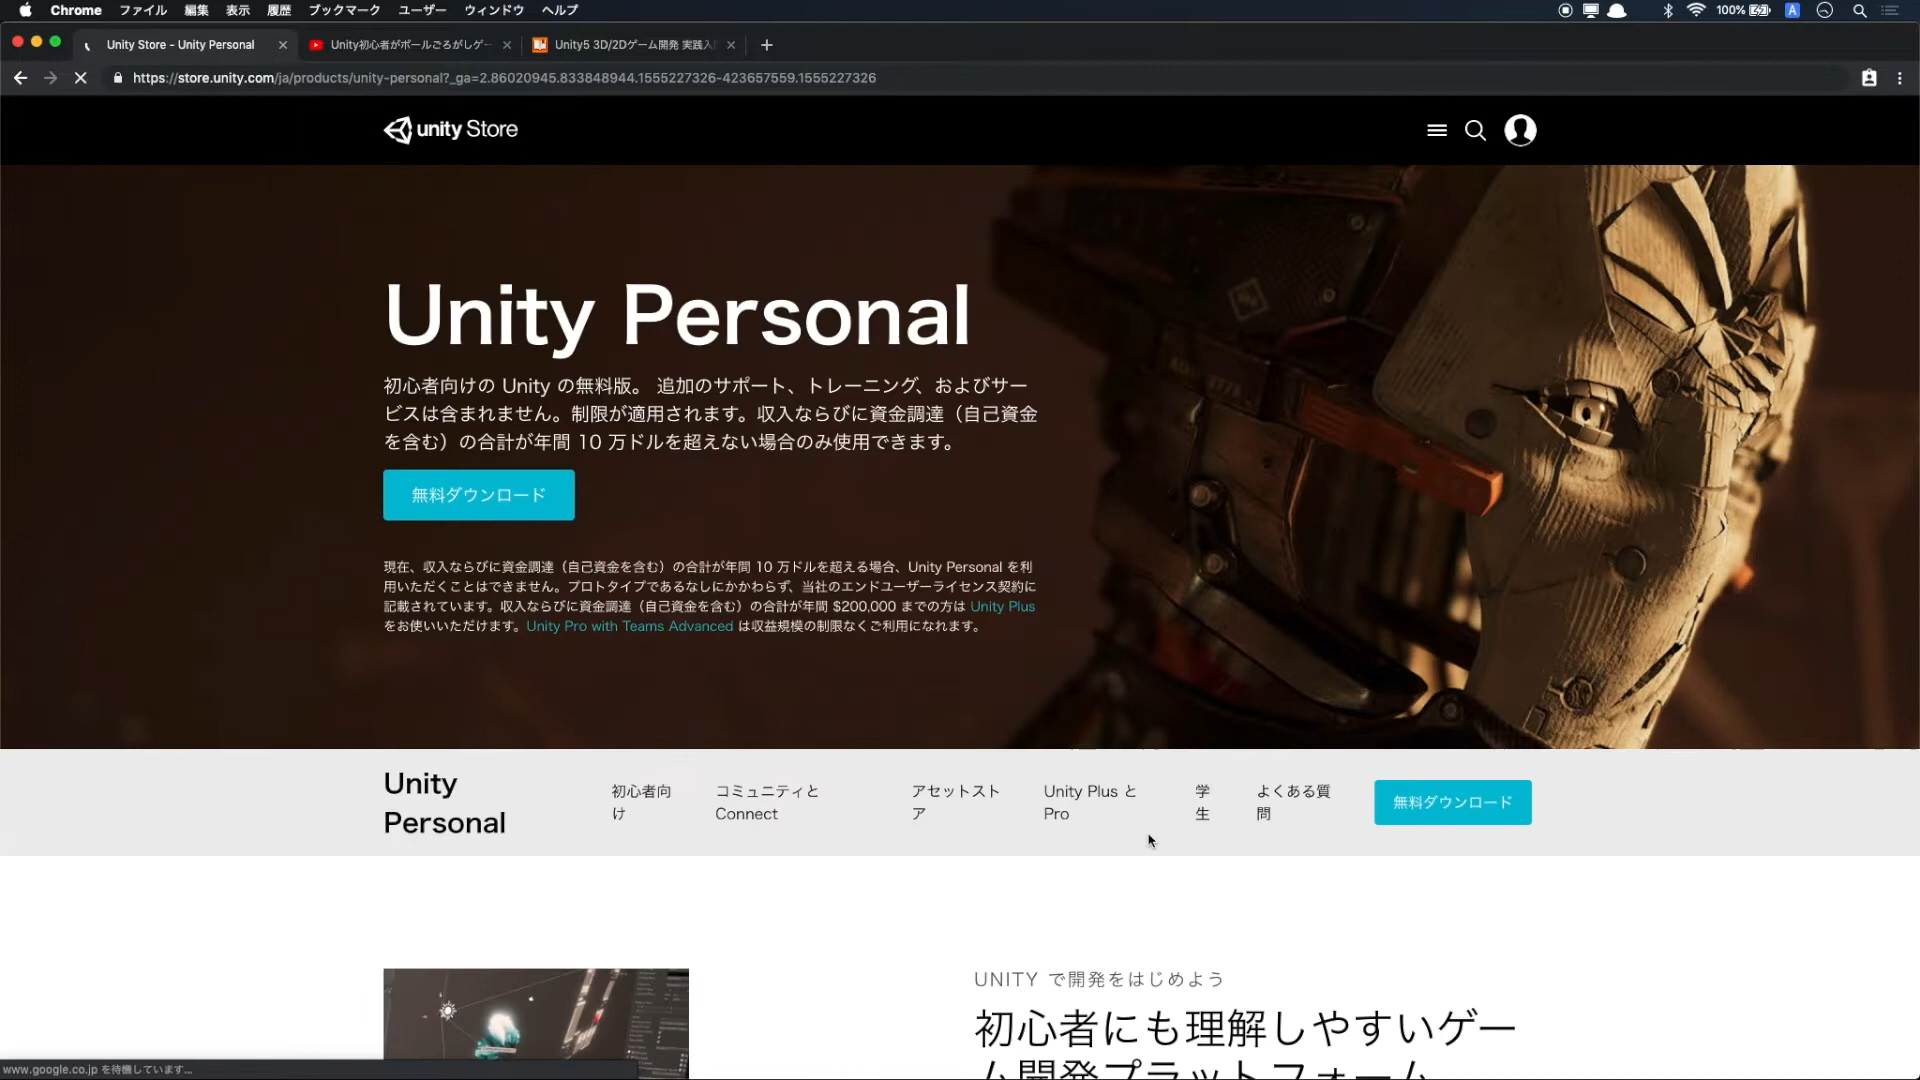 Chrome ファイル 編集 表示 履歴 ブックマーク ユーザー ウィンドウ ヘルプ 100% A
Unity Store - Unity Personal Unity初心者がボールころがしゲー Unity5 3D/2Dゲーム開発 実践入
https://store.unity.com/ja/products/unity-personal?_ga=2.86020945.833848944.1555227326-423657559.1555227326
unity Store
Unity Personal
初心者向けの Unity の無料版。 追加のサポート、トレーニング、およびサー
ビスは含まれません。制限が適用されます。収入ならびに資金調達（自己資金
を含む）の合計が年間 10 万ドルを超えない場合のみ使用できます。
無料ダウンロード
現在、収入ならびに資金調達（自己資金を含む）の合計が年間 10 万ドルを超える場合、Unity Personal を利
用いただくことはできません。プロトタイプであるなしにかかわらず、当社のエンドユーザーライセンス契約に
記載されています。収入ならびに資金調達（自己資金を含む）の合計が年間 $200,000 までの方は Unity Plus
をお使いいただけます。Unity Pro with Teams Advanced は収益規模の制限なくご利用になれます。
Unity
Personal
初心者向
け
コミュニティと
Connect
アセットスト
ア
Unity Plus と
Pro
学
生
よくある質
問
無料ダウンロード
UNITY で開発をはじめよう
初心者にも理解しやすいゲー
ム開発プラットフォーム
www.google.co.jp を待機しています...